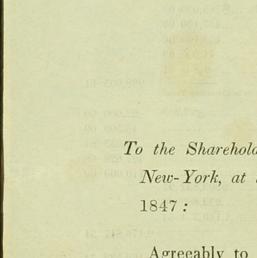 To the Sharehold
New-York, at
1847 :
Agreeably to